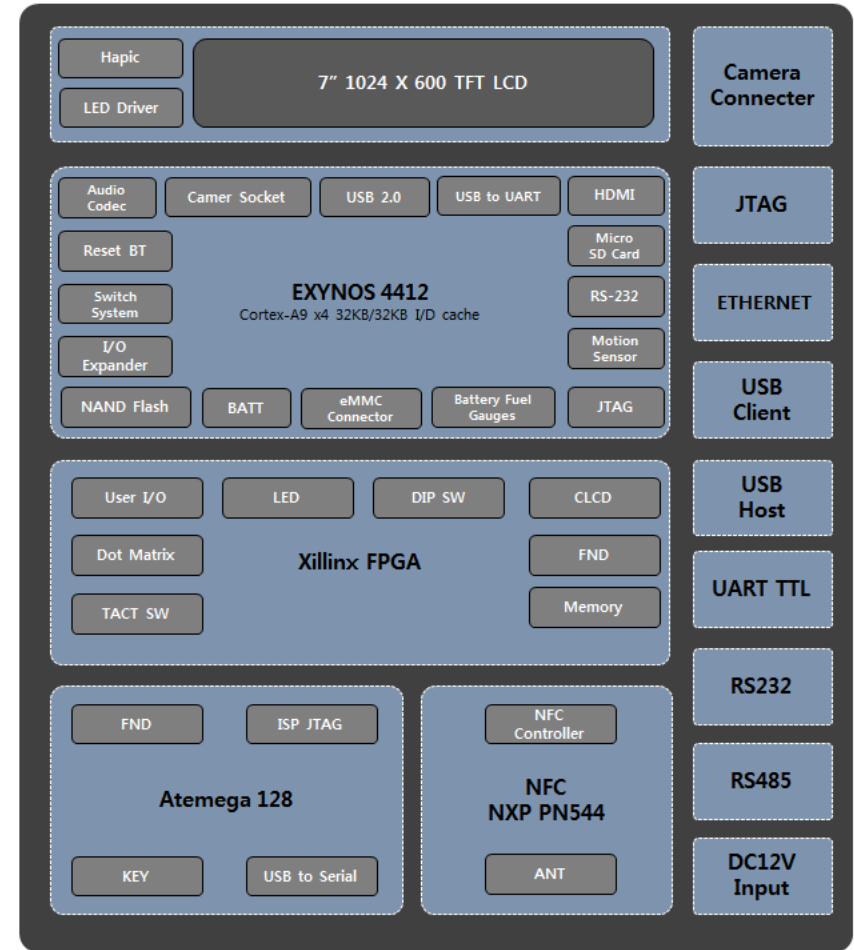 Hapic
LED Driver
7” 1024 X 600 TFT LCD
Camera
Connecter
Audio
Codec
Camer Socket
USB 2.0
USB to UART
HDMI
Reset BT
Micro
SD Card
Switch
System
EXYNOS 4412
Cortex-A9 x4 32KB/32KB I/D cache
RS-232
I/O
Expander
Motion
Sensor
NAND Flash
BATT
eMMC
Connector
Battery Fuel
Gauges
JTAG
JTAG
ETHERNET
USB
Client
User I/O
LED
DIP SW
CLCD
Dot Matrix
Xillinx FPGA
FND
TACT SW
Memory
USB
Host
UART TTL
FND
ISP JTAG
Atemega 128
KEY
USB to Serial
NFC
Controller
NFC
NXP PN544
ANT
RS232
RS485
DC12V
Input